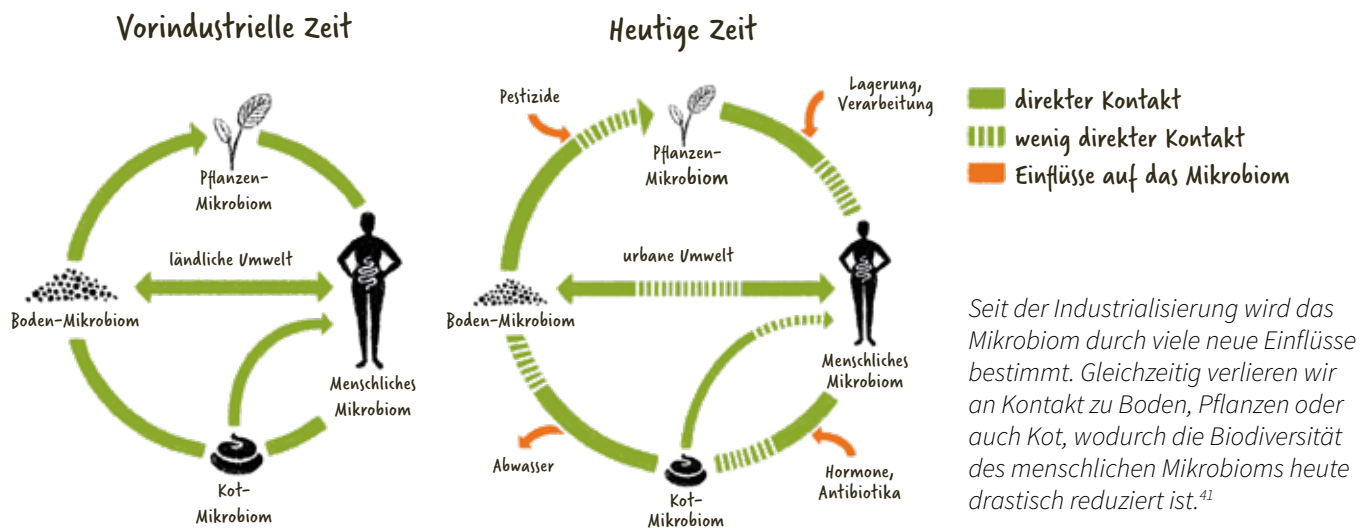 Vorindustrielle Zeit
Pflanzen-
Mikrobiom
ländliche Umwelt
Boden-Mikrobiom
Menschliches
Mikrobiom
Kot-
Mikrobiom
Heutige Zeit
Pestizide
Lagerung,
Verarbeitung
Pflanzen-
Mikrobiom
urbane Umwelt
Boden-Mikrobiom
Menschliches
Mikrobiom
Abwasser
Kot-
Mikrobiom
Hormone,
Antibiotika
direkter Kontakt
wenig direkter Kontakt
Einflüsse auf das Mikrobiom
Seit der Industrialisierung wird das
Mikrobiom durch viele neue Einflüsse
bestimmt. Gleichzeitig verlieren wir
an Kontakt zu Boden, Pflanzen oder
auch Kot, wodurch die Biodiversität
des menschlichen Mikrobioms heute
drastisch reduziert ist.⁴¹